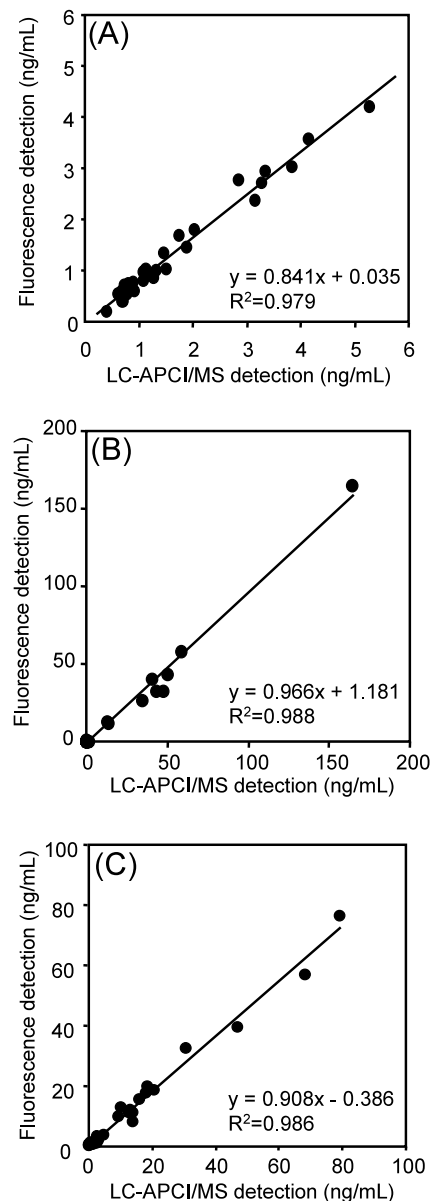 (A)
Fluorescence detection (ng/mL)
6
5
4
3
2
1
0
y = 0.841x + 0.035
R²=0.979
0 1 2 3 4 5 6
LC-APCI/MS detection (ng/mL)
(B)
Fluorescence detection (ng/mL)
200
150
100
50
0
y = 0.966x + 1.181
R²=0.988
0 50 100 150 200
LC-APCI/MS detection (ng/mL)
(C)
Fluorescence detection (ng/mL)
100
80
60
40
20
0
y = 0.908x - 0.386
R²=0.986
0 20 40 60 80 100
LC-APCI/MS detection (ng/mL)